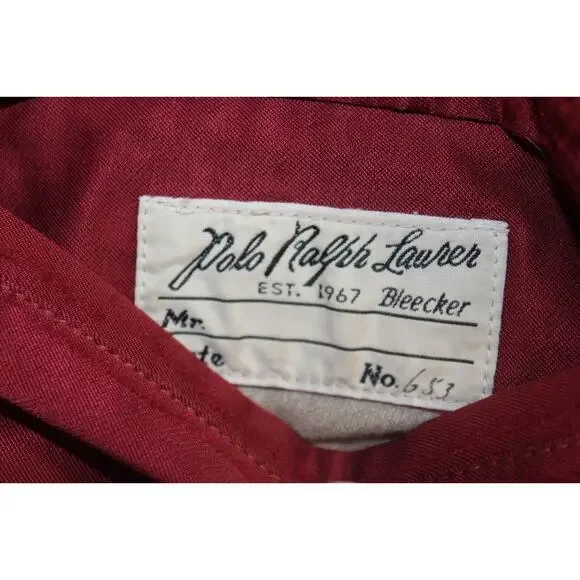 Polo Ralph Lauren
EST. 1967 Bleecker
Mr.
No. 653